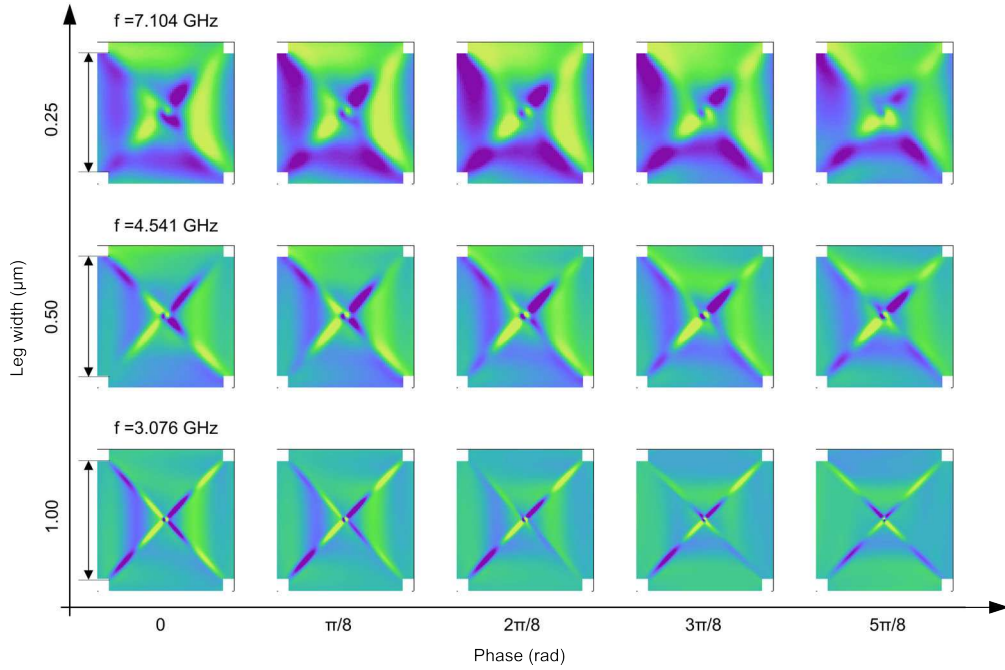 f =7.104 GHz
0.25
f =4.541 GHz
0.50
Leg width (μm)
f =3.076 GHz
1.00
0
π/8
2π/8
3π/8
5π/8
Phase (rad)